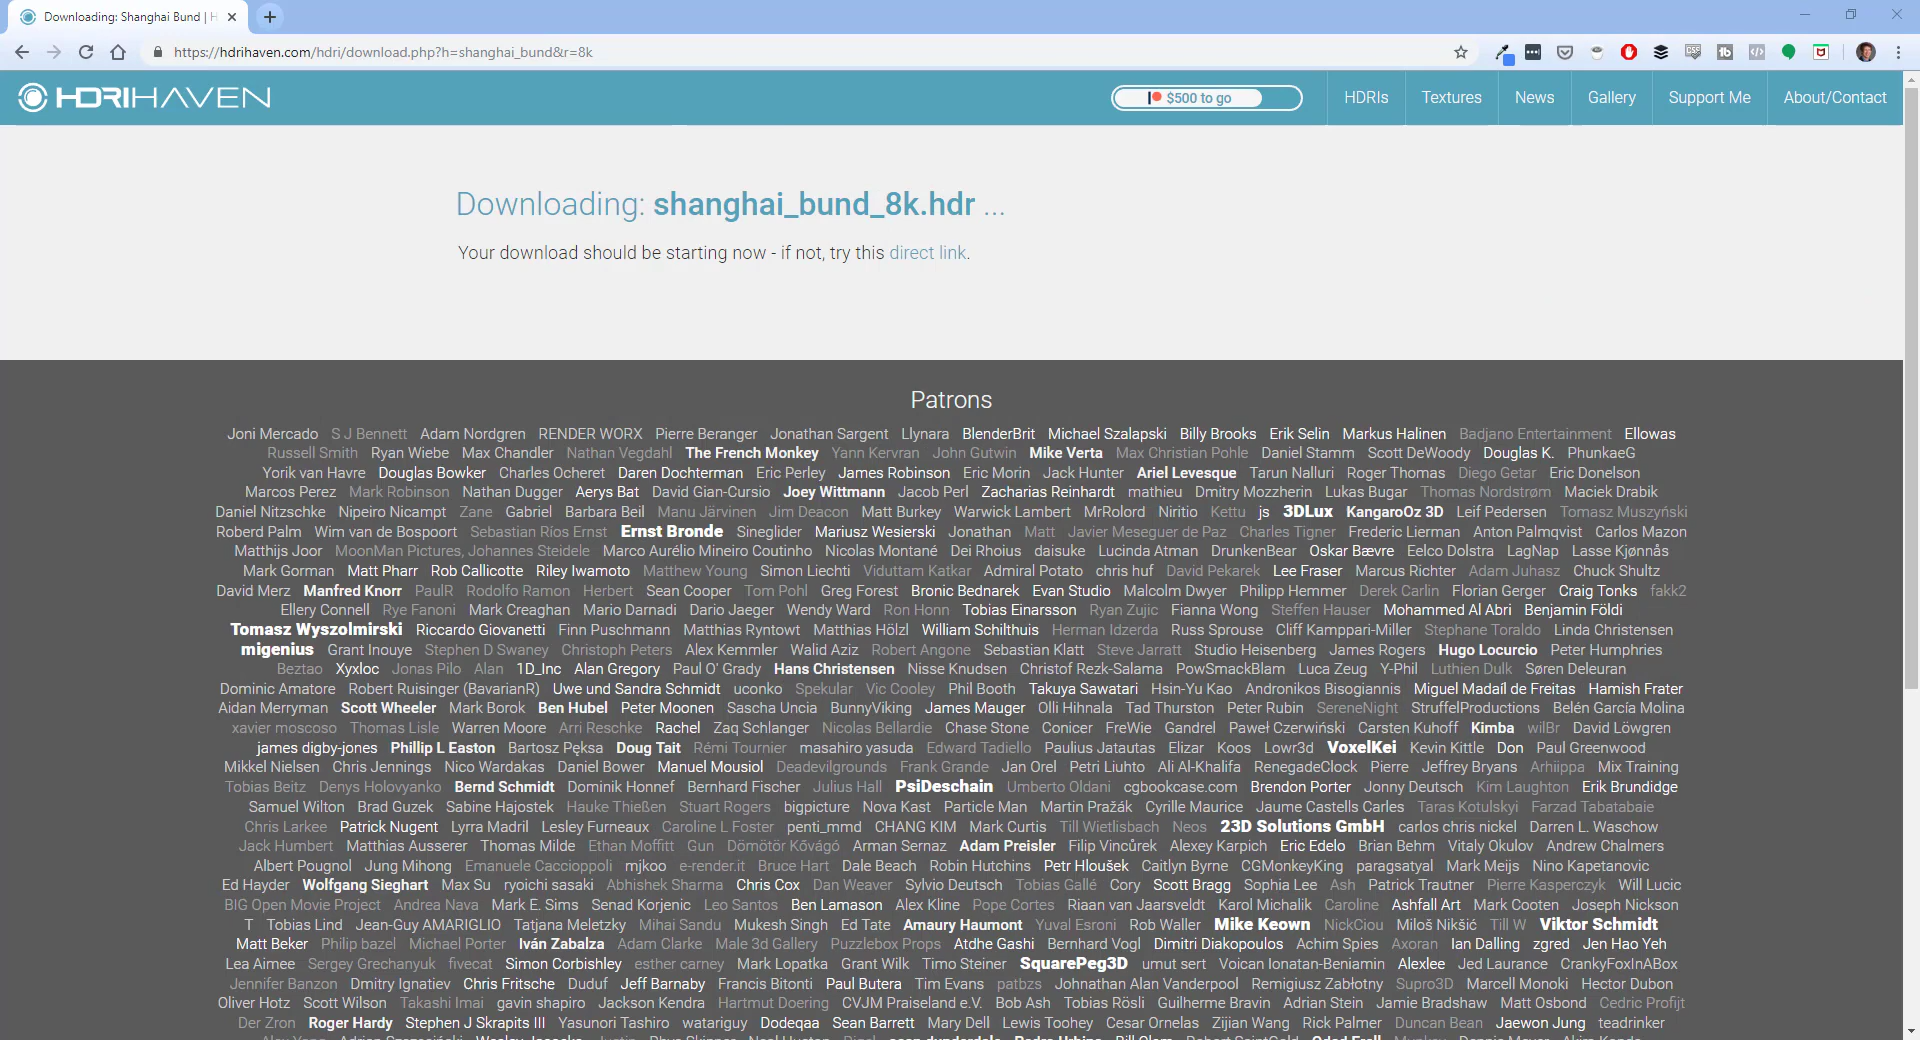 Downloading: Shanghai Bund | H
https://hdrihaven.com/hdri/download.php?h=shanghai_bund&r=8k
HDRIHAVEN
$500 to go
HDRIs Textures News Gallery Support Me About/Contact
Downloading: shanghai_bund_8k.hdr ...
Your download should be starting now - if not, try this direct link.
Patrons
Joni Mercado S J Bennett Adam Nordgren RENDER WORX Pierre Beranger Jonathan Sargent Llynara BlenderBrit Michael Szalapski Billy Brooks Erik Selin Markus Halinen Badjano Entertainment Ellowas
Russell Smith Ryan Wiebe Max Chandler Nathan Vegdahl The French Monkey Yann Kervran John Gutwin Mike Verta Max Christian Pohle Daniel Stamm Scott DeWoody Douglas K. PhunkaeG
Yorik van Havre Douglas Bowker Charles Ocheret Daren Dochterman Eric Perley James Robinson Eric Morin Jack Hunter Ariel Levesque Tarun Nalluri Roger Thomas Diego Getar Eric Donelson
Marcos Perez Mark Robinson Nathan Dugger Aerys Bat David Gian-Cursio Joey Wittmann Jacob Perl Zacharias Reinhardt mathieu Dmitry Mozzherin Lukas Bugar Thomas Nordstrøm Maciek Drabik
Daniel Nitzschke Nipeiro Nicampt Zane Gabriel Barbara Beil Manu Järvinen Jim Deacon Matt Burkey Warwick Lambert MrRolord Niritio Kettu js 3DLux KangaroOz 3D Leif Pedersen Tomasz Muszyński
Roberd Palm Wim van de Bospoort Sebastian Ríos Ernst Ernst Bronde Sineglider Mariusz Wesierski Jonathan Matt Javier Meseguer de Paz Charles Tigner Frederic Lierman Anton Palmqvist Carlos Mazon
Matthijs Joor MoonMan Pictures, Johannes Steidele Marco Aurélio Mineiro Coutinho Nicolas Montané Dei Rhoius daisuke Lucinda Atman DrunkenBear Oskar Bævre Eelco Dolstra LagNap Lasse Kjønnås
Mark Gorman Matt Pharr Rob Callicotte Riley Iwamoto Matthew Young Simon Liechti Viduttam Katkar Admiral Potato chris huf David Pekarek Lee Fraser Marcus Richter Adam Juhasz Chuck Shultz
David Merz Manfred Knorr PaulR Rodolfo Ramon Herbert Sean Cooper Tom Pohl Greg Forest Bronic Bednarek Evan Studio Malcolm Dwyer Philipp Hemmer Derek Carlin Florian Gerger Craig Tonks fakk2
Ellery Connell Rye Fanoni Mark Creaghan Mario Darnadi Dario Jaeger Wendy Ward Ron Honn Tobias Einarsson Ryan Zujic Fianna Wong Steffen Hauser Mohammed Al Abri Benjamin Földi
Tomasz Wyszolmirski Riccardo Giovanetti Finn Puschmann Matthias Ryntowt Matthias Hölzl William Schilthuis Herman Idzerda Russ Sprouse Cliff Kamppari-Miller Stephane Toraldo Linda Christensen
migenius Grant Inouye Stephen D Swaney Christoph Peters Alex Kemmler Walid Aziz Robert Angone Sebastian Klatt Steve Jarratt Studio Heisenberg James Rogers Hugo Locurcio Peter Humphries
Beztao Xyxloc Jonas Pilo Alan 1D_Inc Alan Gregory Paul O' Grady Hans Christensen Nisse Knudsen Christof Rezk-Salama PowSmackBlam Luca Zeug Y-Phil Luthien Dulk Søren Deleuran
Dominic Amatore Robert Ruisinger (BavarianR) Uwe und Sandra Schmidt uconko Spekular Vic Cooley Phil Booth Takuya Sawatari Hsin-Yu Kao Andronikos Bisogiannis Miguel Madaíl de Freitas Hamish Frater
Aidan Merryman Scott Wheeler Mark Borok Ben Hubel Peter Moonen Sascha Uncia BunnyViking James Mauger Olli Hihnala Tad Thurston Peter Rubin SereneNight StruffelProductions Belén García Molina
xavier moscoso Thomas Lisle Warren Moore Arri Reschke Rachel Zaq Schlanger Nicolas Bellardie Chase Stone Conicer FreWie Gandrel Paweł Czerwiński Carsten Kuhoff Kimba wilBr David Löwgren
james digby-jones Phillip L Easton Bartosz Pęksa Doug Tait Rémi Tournier masahiro yasuda Edward Tadiello Paulius Jatautas Elizar Koos Lowr3d VoxelKei Kevin Kittle Don Paul Greenwood
Mikkel Nielsen Chris Jennings Nico Wardakas Daniel Bower Manuel Mousiol Deadevilgrounds Frank Grande Jan Orel Petri Liuhto Ali Al-Khalifa RenegadeClock Pierre Jeffrey Bryans Arhiippa Mix Training
Tobias Beitz Denys Holovyanko Bernd Schmidt Dominik Honnef Bernhard Fischer Julius Hall PsiDeschain Umberto Oldani cgbookcase.com Brendon Porter Jonny Deutsch Kim Laughton Erik Brundidge
Samuel Wilton Brad Guzek Sabine Hajostek Hauke Thießen Stuart Rogers bigpicture Nova Kast Particle Man Martin Pražák Cyrille Maurice Jaume Castells Carles Taras Kotulskyi Farzad Tabatabaie
Chris Larkee Patrick Nugent Lyrra Madril Lesley Furneaux Caroline L Foster penti_mmd CHANG KIM Mark Curtis Till Wietlisbach Neos 23D Solutions GmbH carlos chris nickel Darren L. Waschow
Jack Humbert Matthias Ausserer Thomas Milde Ethan Moffitt Gun Dömötör Kővágó Arman Sernaz Adam Preisler Filip Vincůrek Alexey Karpich Eric Edelo Brian Behm Vitaly Okulov Andrew Chalmers
Albert Pougnol Jung Mihong Emanuele Caccioppoli mjkoo e-render.it Bruce Hart Dale Beach Robin Hutchins Petr Hloušek Caitlyn Byrne CGMonkeyKing paragsatyal Mark Meijs Nino Kapetanovic
Ed Hayder Wolfgang Sieghart Max Su ryoichi sasaki Abhishek Sharma Chris Cox Dan Weaver Sylvio Deutsch Tobias Gallé Cory Scott Bragg Sophia Lee Ash Patrick Trautner Pierre Kasperczyk Will Lucic
BIG Open Movie Project Andrea Nava Mark E. Sims Senad Korjenic Leo Santos Ben Lamason Alex Kline Pope Cortes Riaan van Jaarsveldt Karol Michalik Caroline Ashfall Art Mark Cooten Joseph Nickson
T Tobias Lind Jean-Guy AMARIGLIO Tatjana Meletzky Mihai Sandu Mukesh Singh Ed Tate Amaury Haumont Yuval Esroni Rob Waller Mike Keown NickCiou Miloš Nikšić Till W Viktor Schmidt
Matt Beker Philip bazel Michael Porter Iván Zabalza Adam Clarke Male 3d Gallery Puzzlebox Props Atdhe Gashi Bernhard Vogl Dimitri Diakopoulos Achim Spies Axoran Ian Dalling zgred Jen Hao Yeh
Lea Aimee Sergey Grechanyuk fivecat Simon Corbishley esther carney Mark Lopatka Grant Wilk Timo Steiner SquarePeg3D umut sert Voican Ionatan-Beniamin Alexlee Jed Laurance CrankyFoxInABox
Jennifer Banzon Dmitry Ignatiev Chris Fritsche Duduf Jeff Barnaby Francis Bitonti Paul Butera Tim Evans patbzs Johnathan Alan Vanderpool Remigiusz Zabłotny Supro3D Marcell Monoki Hector Dubon
Oliver Hotz Scott Wilson Takashi Imai gavin shapiro Jackson Kendra Hartmut Doering CVJM Praiseland e.V. Bob Ash Tobias Rösli Guilherme Bravin Adrian Stein Jamie Bradshaw Matt Osbond Cedric Profijt
Der Zron Roger Hardy Stephen J Skrapits III Yasunori Tashiro watariguy Dodeqaa Sean Barrett Mary Dell Lewis Toohey Cesar Ornelas Zijian Wang Rick Palmer Duncan Bean Jaewon Jung teadrinker